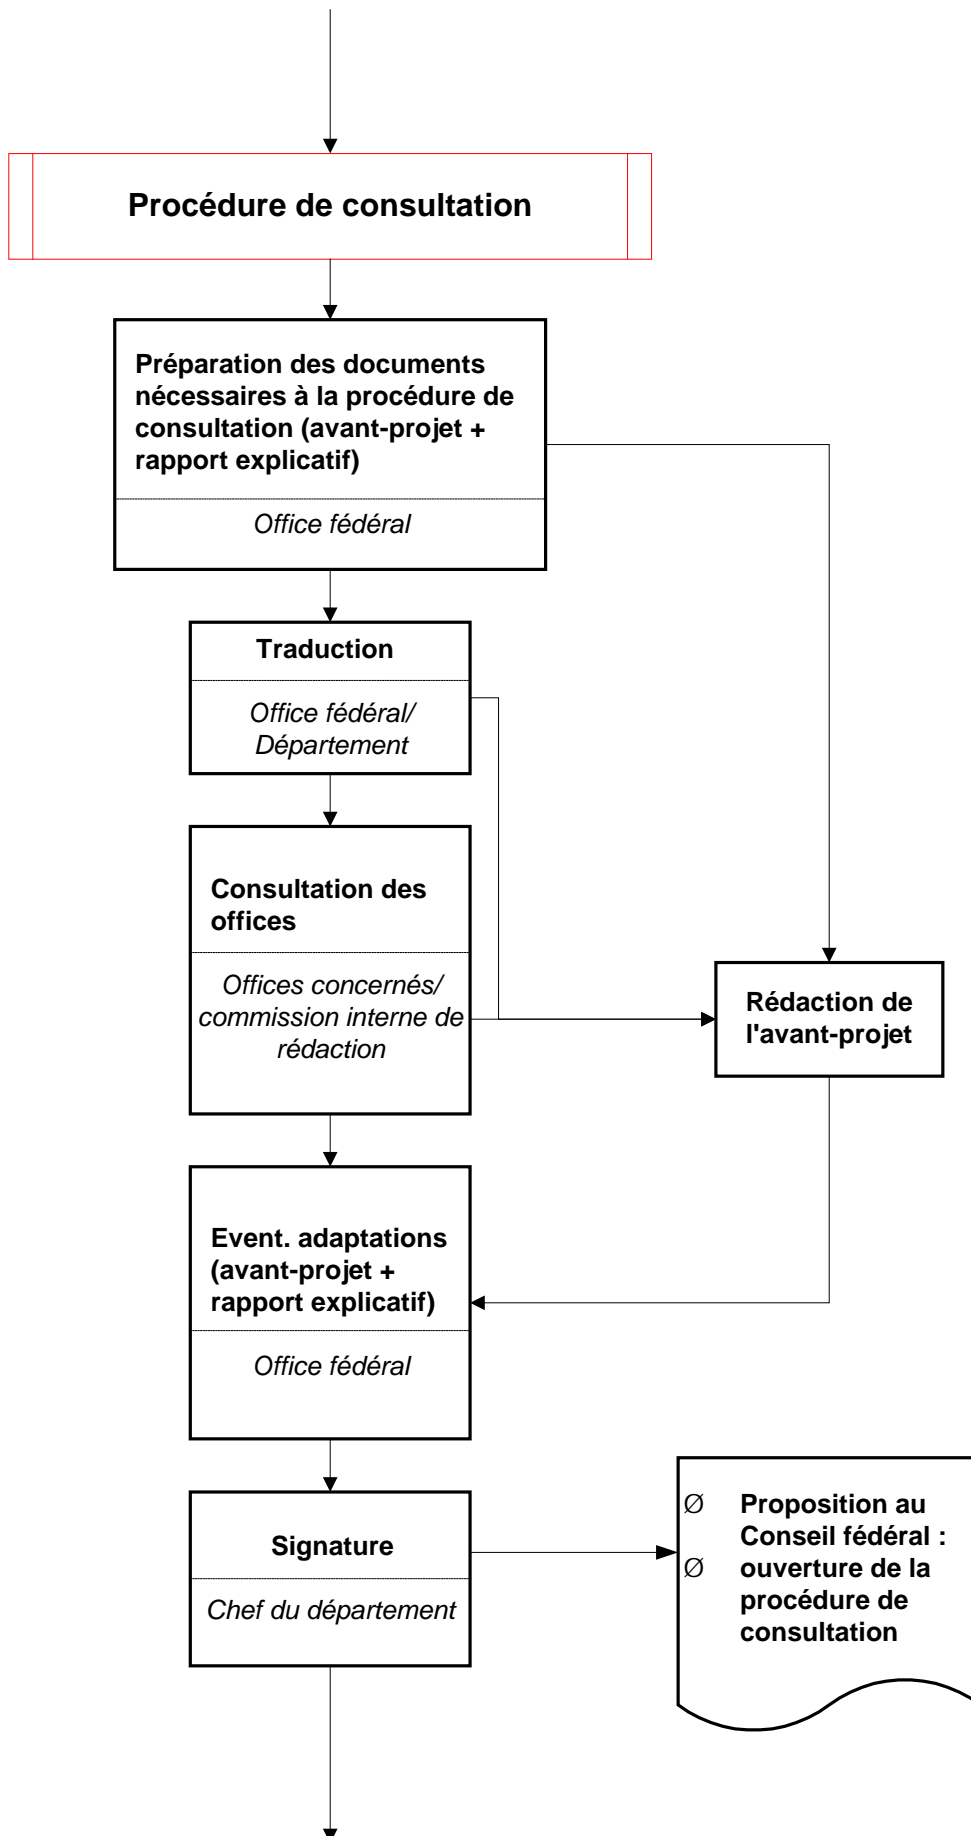 Procédure de consultation
Préparation des documents
nécessaires à la procédure de
consultation (avant-projet +
rapport explicatif)
Office fédéral
Traduction
Office fédéral/
Département
Consultation des
offices
Offices concernés/
commission interne de
rédaction
Rédaction de
l'avant-projet
Event. adaptations
(avant-projet +
rapport explicatif)
Office fédéral
Signature
Chef du département
Ø Proposition au
Conseil fédéral :
Ø ouverture de la
procédure de
consultation